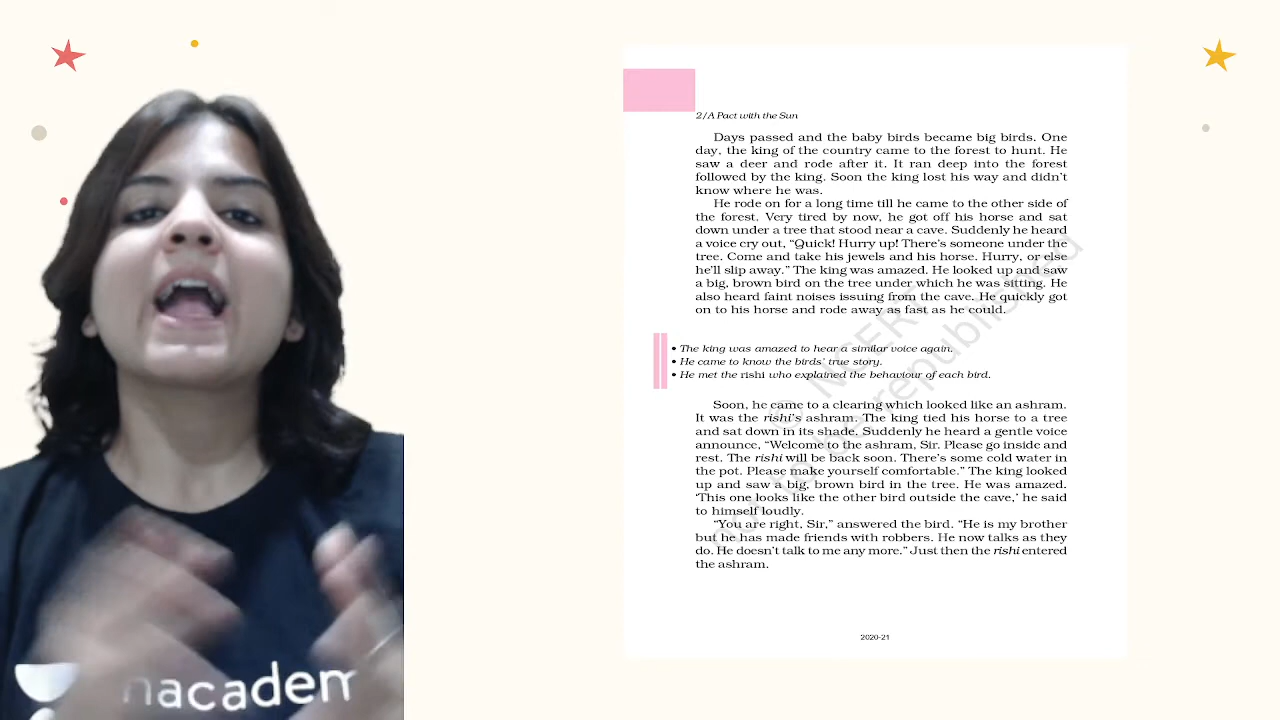 2/A Pact with the Sun
Days passed and the baby birds became big birds. One
day, the king of the country came to the forest to hunt. He
saw a deer and rode after it. It ran deep into the forest
followed by the king. Soon the king lost his way and didn't
know where he was.
He rode on for a long time till he came to the other side of
the forest. Very tired by now, he got off his horse and sat
down under a tree that stood near a cave. Suddenly he heard
a voice cry out, “Quick! Hurry up! There's someone under the
tree. Come and take his jewels and his horse. Hurry, or else
he'll slip away.” The king was amazed. He looked up and saw
a big, brown bird on the tree under which he was sitting. He
also heard faint noises issuing from the cave. He quickly got
on to his horse and rode away as fast as he could.
• The king was amazed to hear a similar voice again.
• He came to know the birds' true story.
• He met the rishi who explained the behaviour of each bird.
Soon, he came to a clearing which looked like an ashram.
It was the rishi's ashram. The king tied his horse to a tree
and sat down in its shade. Suddenly he heard a gentle voice
announce, “Welcome to the ashram, Sir. Please go inside and
rest. The rishi will be back soon. There's some cold water in
the pot. Please make yourself comfortable.” The king looked
up and saw a big, brown bird in the tree. He was amazed.
‘This one looks like the other bird outside the cave,’ he said
to himself loudly.
“You are right, Sir,” answered the bird. “He is my brother
but he has made friends with robbers. He now talks as they
do. He doesn't talk to me any more.” Just then the rishi entered
the ashram.
2020-21
© NCERT
not to be republished
nacadem